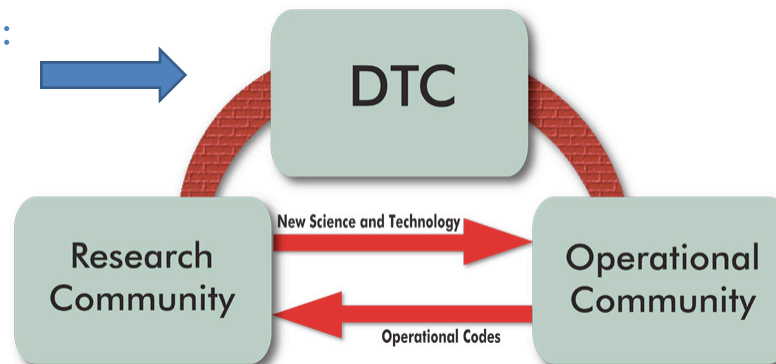 :
DTC
New Science and Technology
Research
Community
Operational
Community
Operational Codes